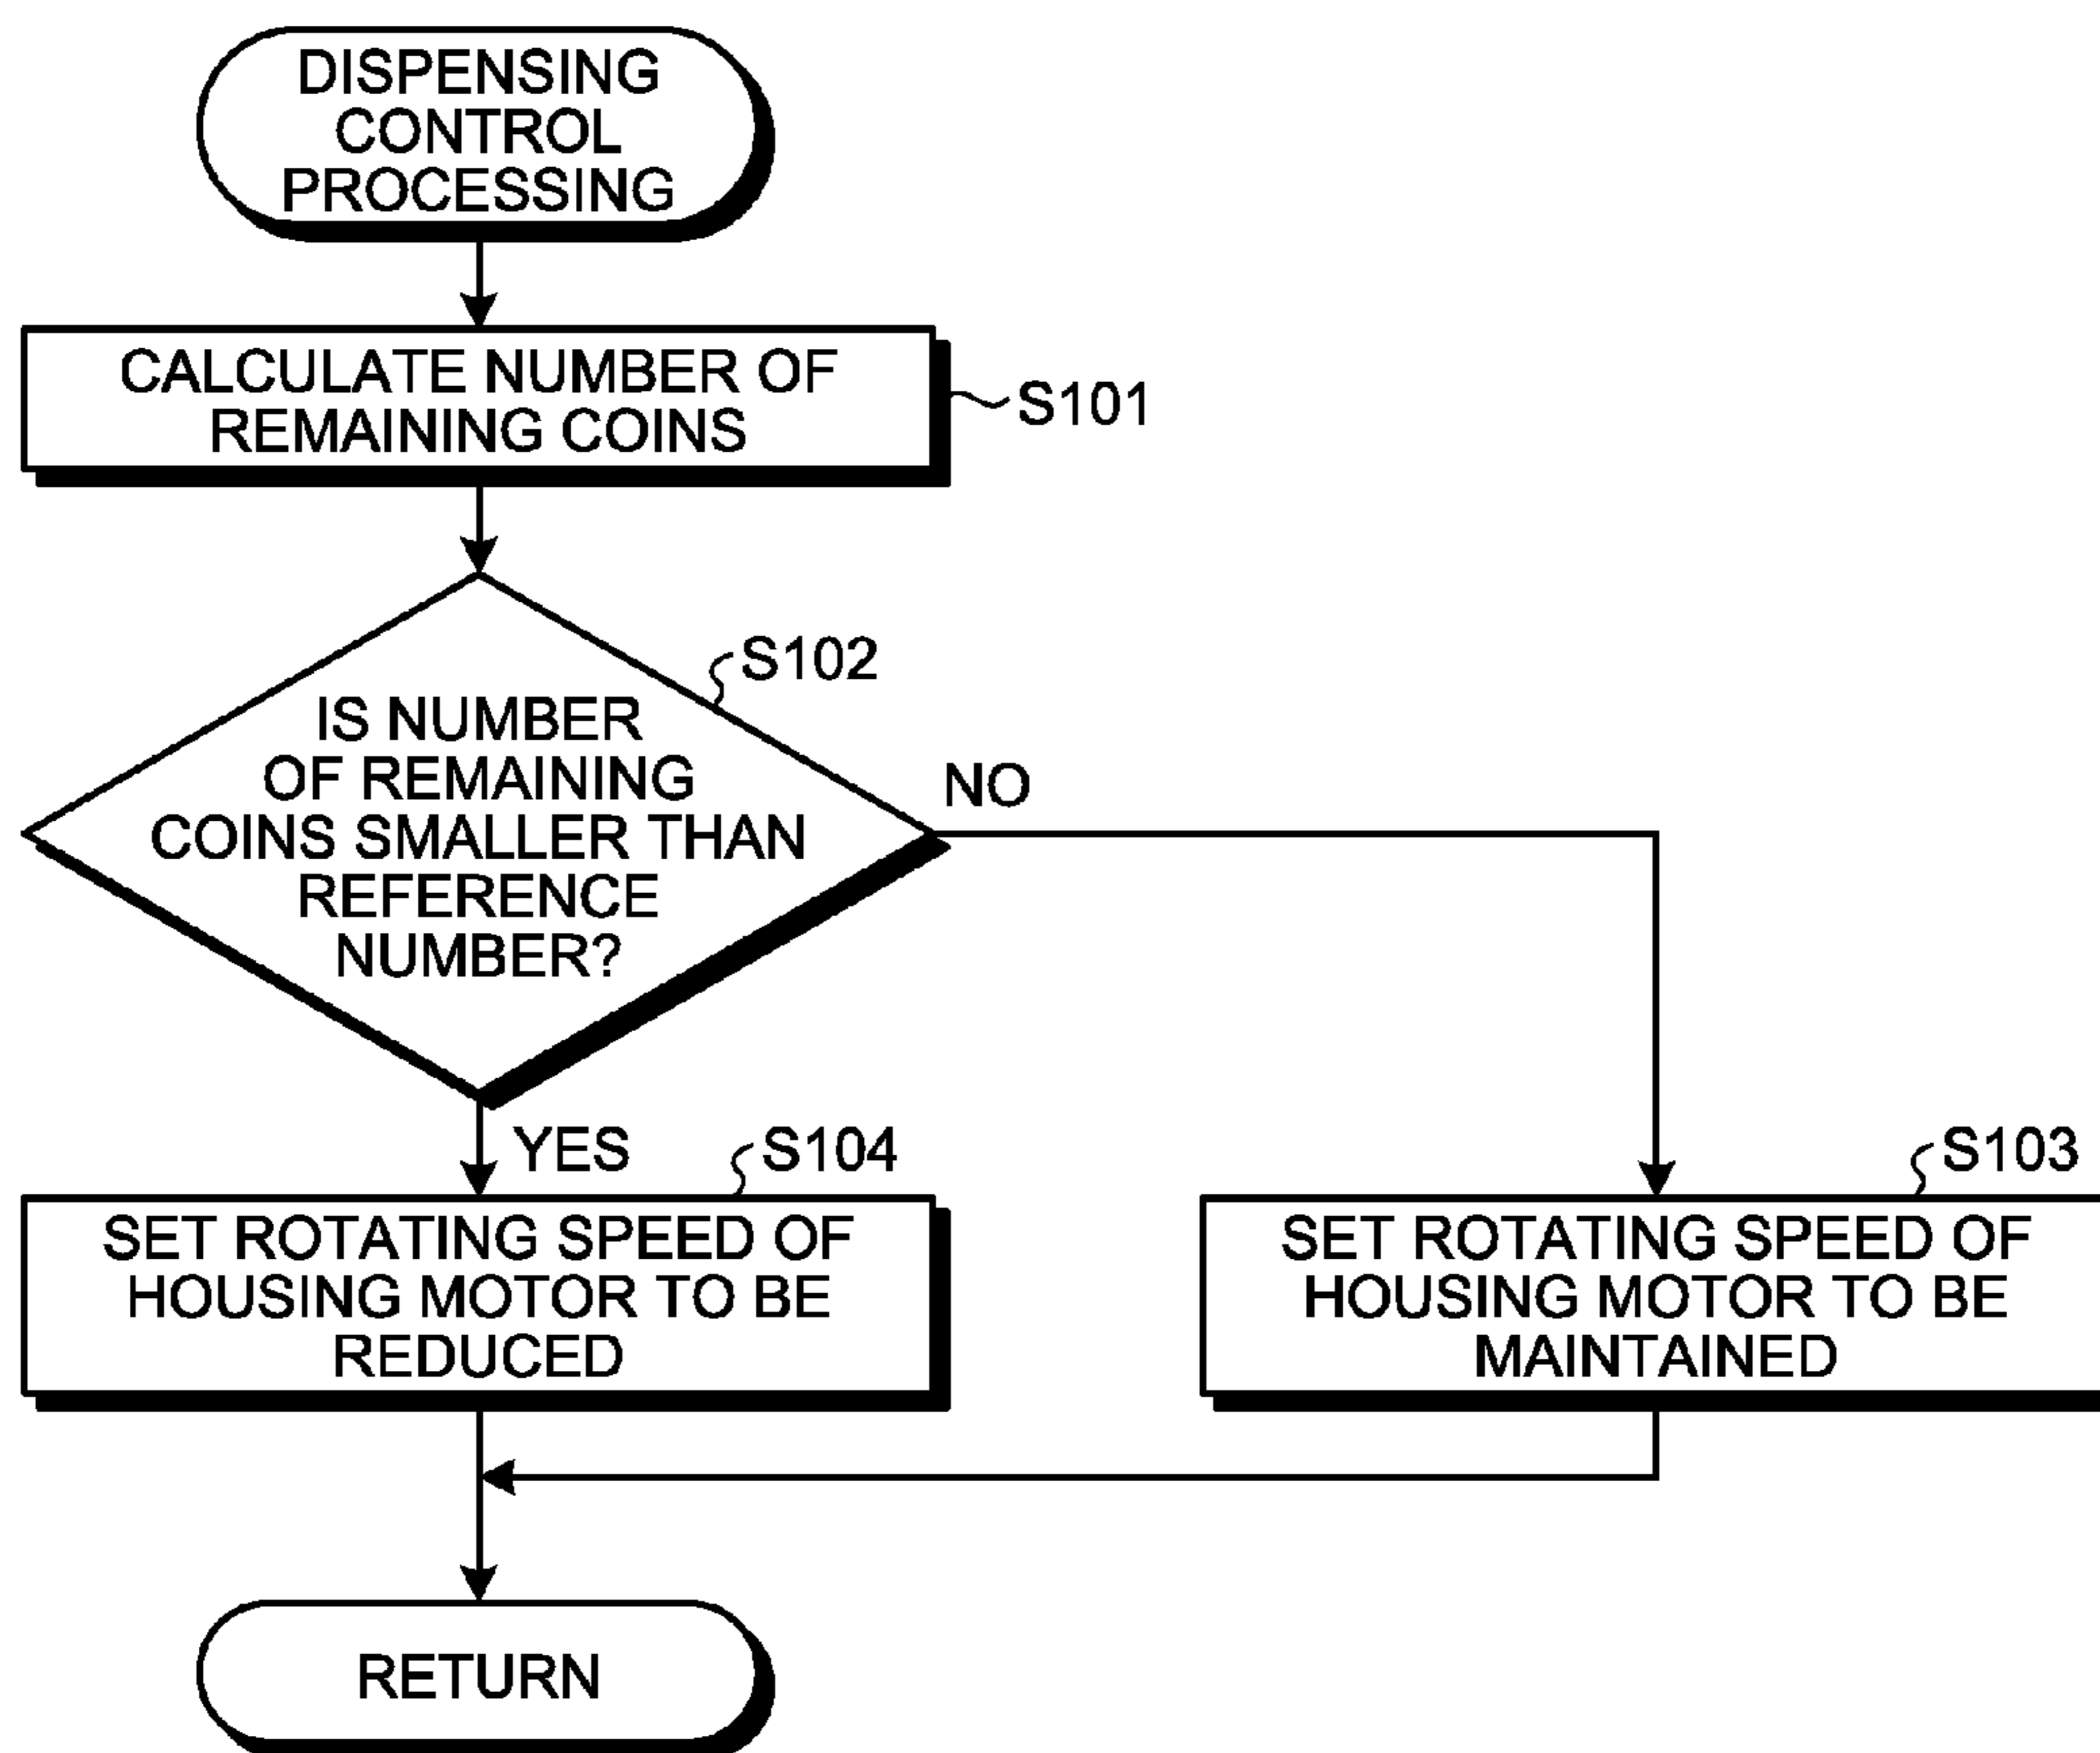 DISPENSING
CONTROL
PROCESSING
CALCULATE NUMBER OF
REMAINING COINS
S101
S102
IS NUMBER
OF REMAINING
COINS SMALLER THAN
REFERENCE
NUMBER?
NO
YES
S104
SET ROTATING SPEED OF
HOUSING MOTOR TO BE
REDUCED
S103
SET ROTATING SPEED OF
HOUSING MOTOR TO BE
MAINTAINED
RETURN